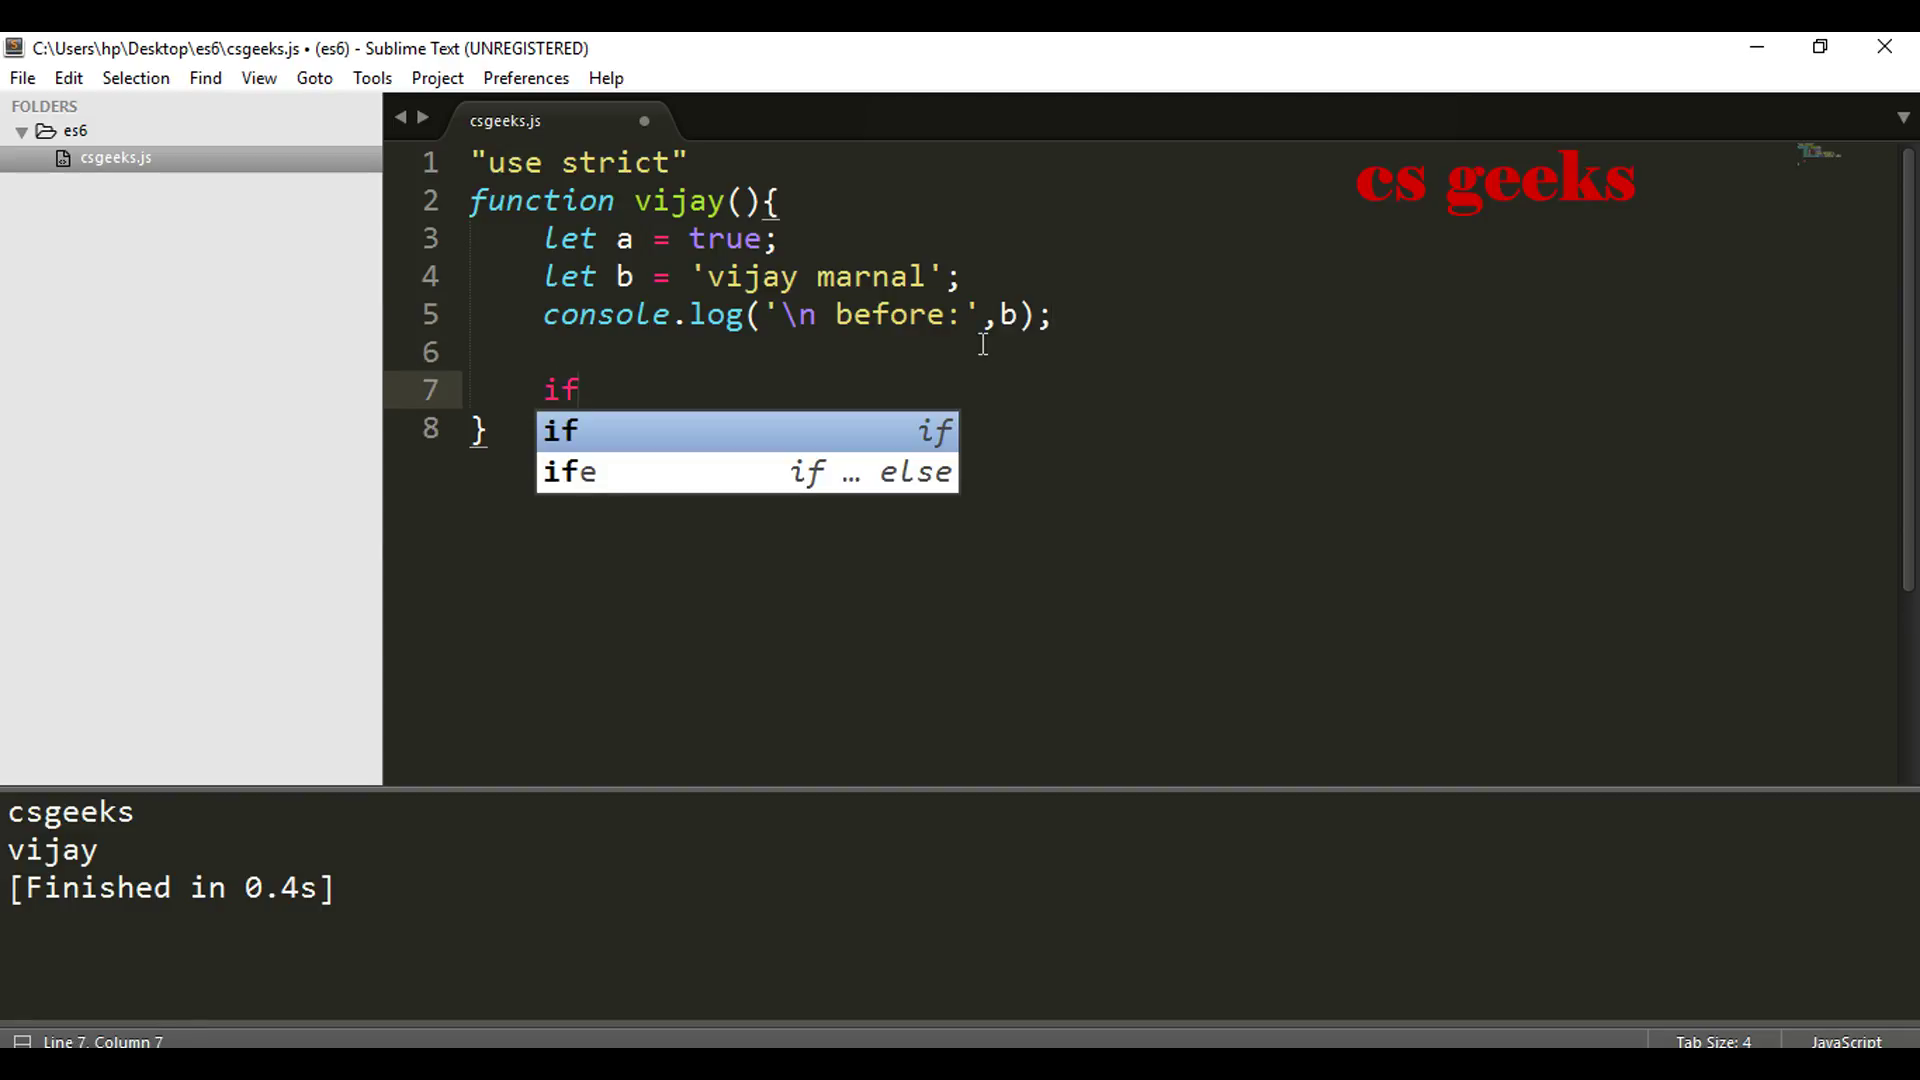 C:\Users\hp\Desktop\es6\csgeeks.js • (es6) - Sublime Text (UNREGISTERED)
File Edit Selection Find View Goto Tools Project Preferences Help
FOLDERS
es6
csgeeks.js
csgeeks.js
cs geeks
1 "use strict"
2 function vijay(){
3 let a = true;
4 let b = 'vijay marnal';
5 console.log('\n before:',b);
6
7 if
if if
ife if … else
8 }
csgeeks
vijay
[Finished in 0.4s]
Line 7, Column 7 Tab Size: 4 JavaScript